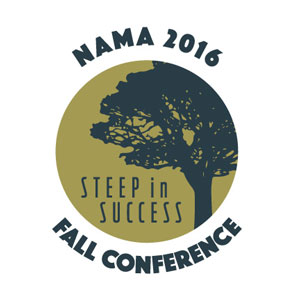 NAMA 2016
STEEP in
SUCCESS
FALL CONFERENCE